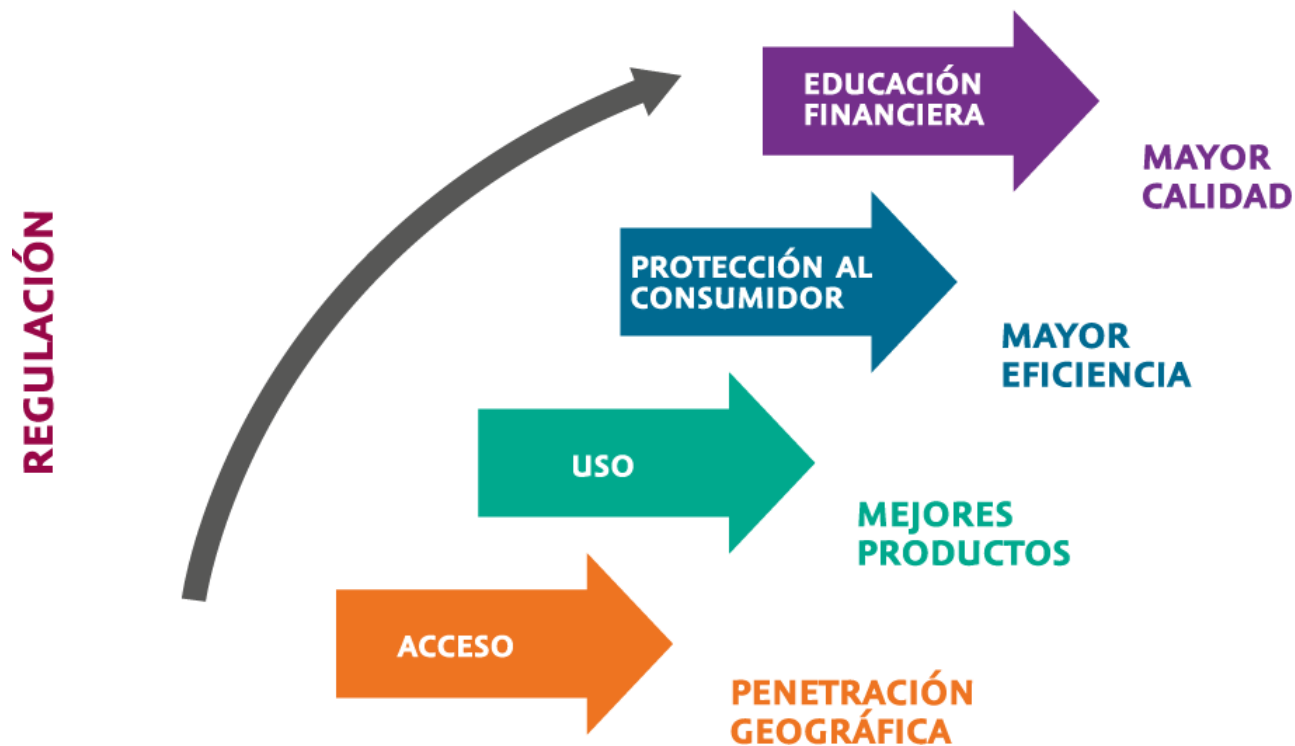 REGULACIÓN
EDUCACIÓN
FINANCIERA
MAYOR
CALIDAD
PROTECCIÓN AL
CONSUMIDOR
MAYOR
EFICIENCIA
USO
MEJORES
PRODUCTOS
ACCESO
PENETRACIÓN
GEOGRÁFICA